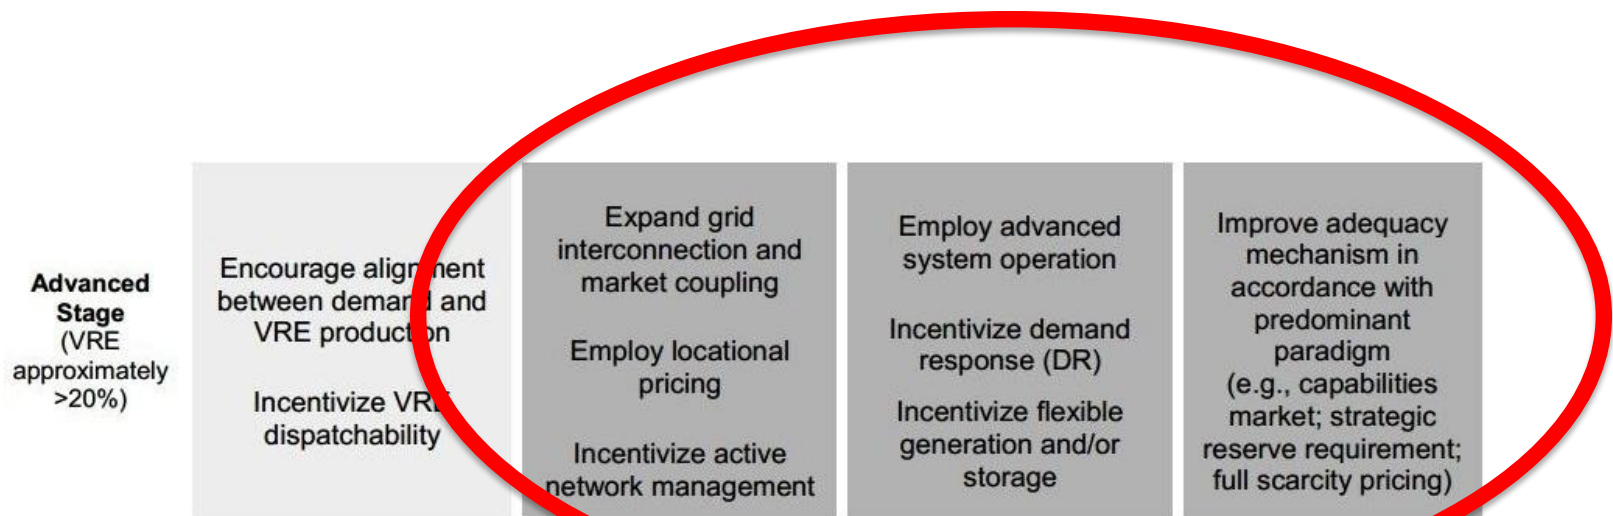 Advanced
Stage
(VRE
approximately
>20%)
Encourage alignment
between demand and
VRE production
Incentivize VRE
dispatchability
Expand grid
interconnection and
market coupling
Employ locational
pricing
Incentivize active
network management
Employ advanced
system operation
Incentivize demand
response (DR)
Incentivize flexible
generation and/or
storage
Improve adequacy
mechanism in
accordance with
predominant
paradigm
(e.g., capabilities
market; strategic
reserve requirement;
full scarcity pricing)